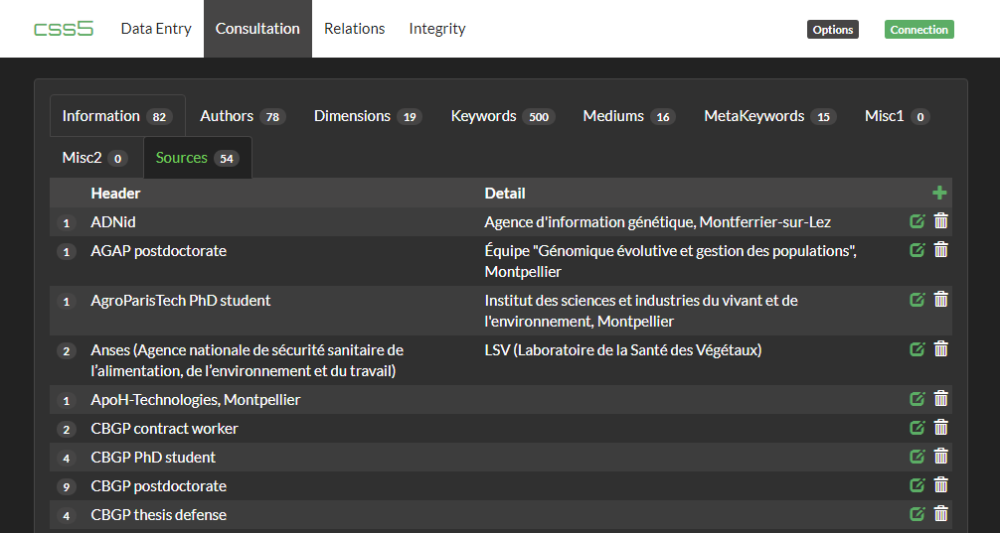 css5 Data Entry Consultation Relations Integrity Options Connection
Information 82 Authors 78 Dimensions 19 Keywords 500 Mediums 16 MetaKeywords 15 Misc1 0
Misc2 0 Sources 54
Header Detail
1 ADNid Agence d'information génétique, Montferrier-sur-Lez
1 AGAP postdoctorate Équipe "Génomique évolutive et gestion des populations",
Montpellier
1 AgroParisTech PhD student Institut des sciences et industries du vivant et de
l'environnement, Montpellier
2 Anses (Agence nationale de sécurité sanitaire de LSV (Laboratoire de la Santé des Végétaux)
l’alimentation, de l’environnement et du travail)
1 ApoH-Technologies, Montpellier
2 CBGP contract worker
4 CBGP PhD student
9 CBGP postdoctorate
4 CBGP thesis defense